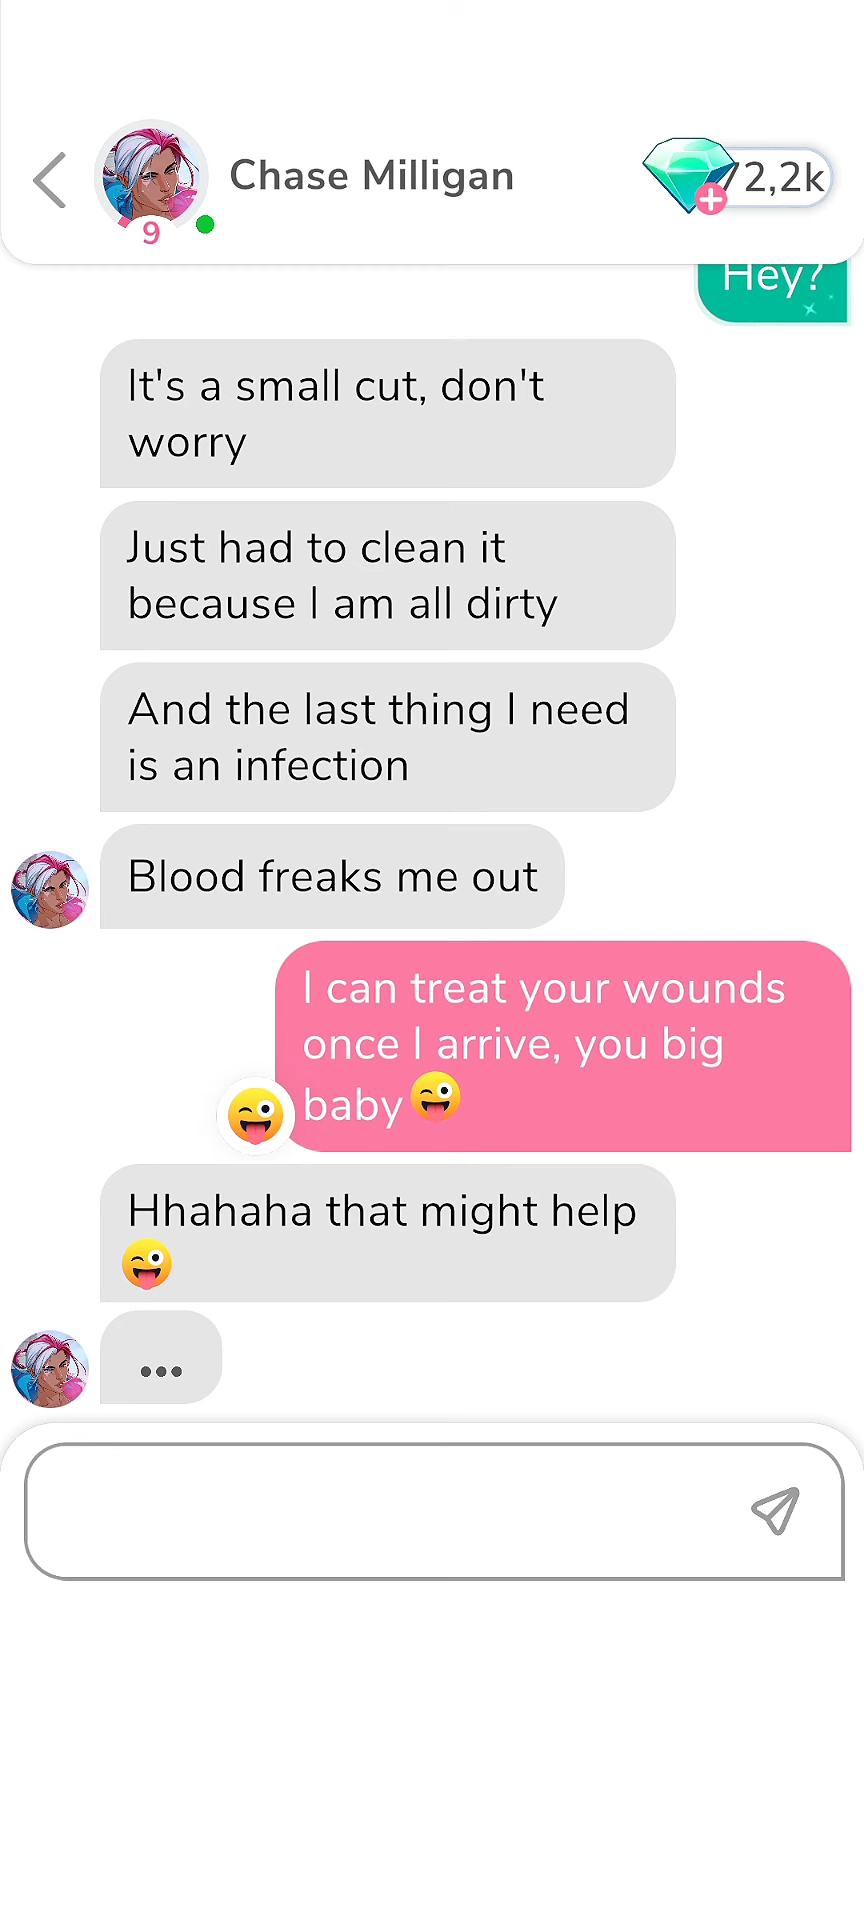 Chase Milligan
72,2k
9
Hey?
It's a small cut, don't
worry
Just had to clean it
because I am all dirty
And the last thing I need
is an infection
Blood freaks me out
I can treat your wounds
once I arrive, you big
baby😜
😜
Hhahaha that might help
😜
•••